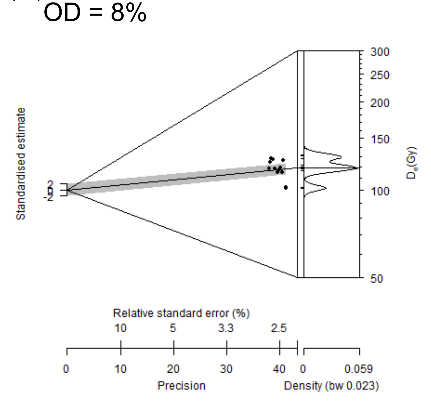 OD = 8%
300
250
200
150
100
50
De(Gy)
Standardised estimate
2
0
-2
Relative standard error (%)
10 5 3.3 2.5
0 10 20 30 40 0 0.059
Precision Density (bw 0.023)